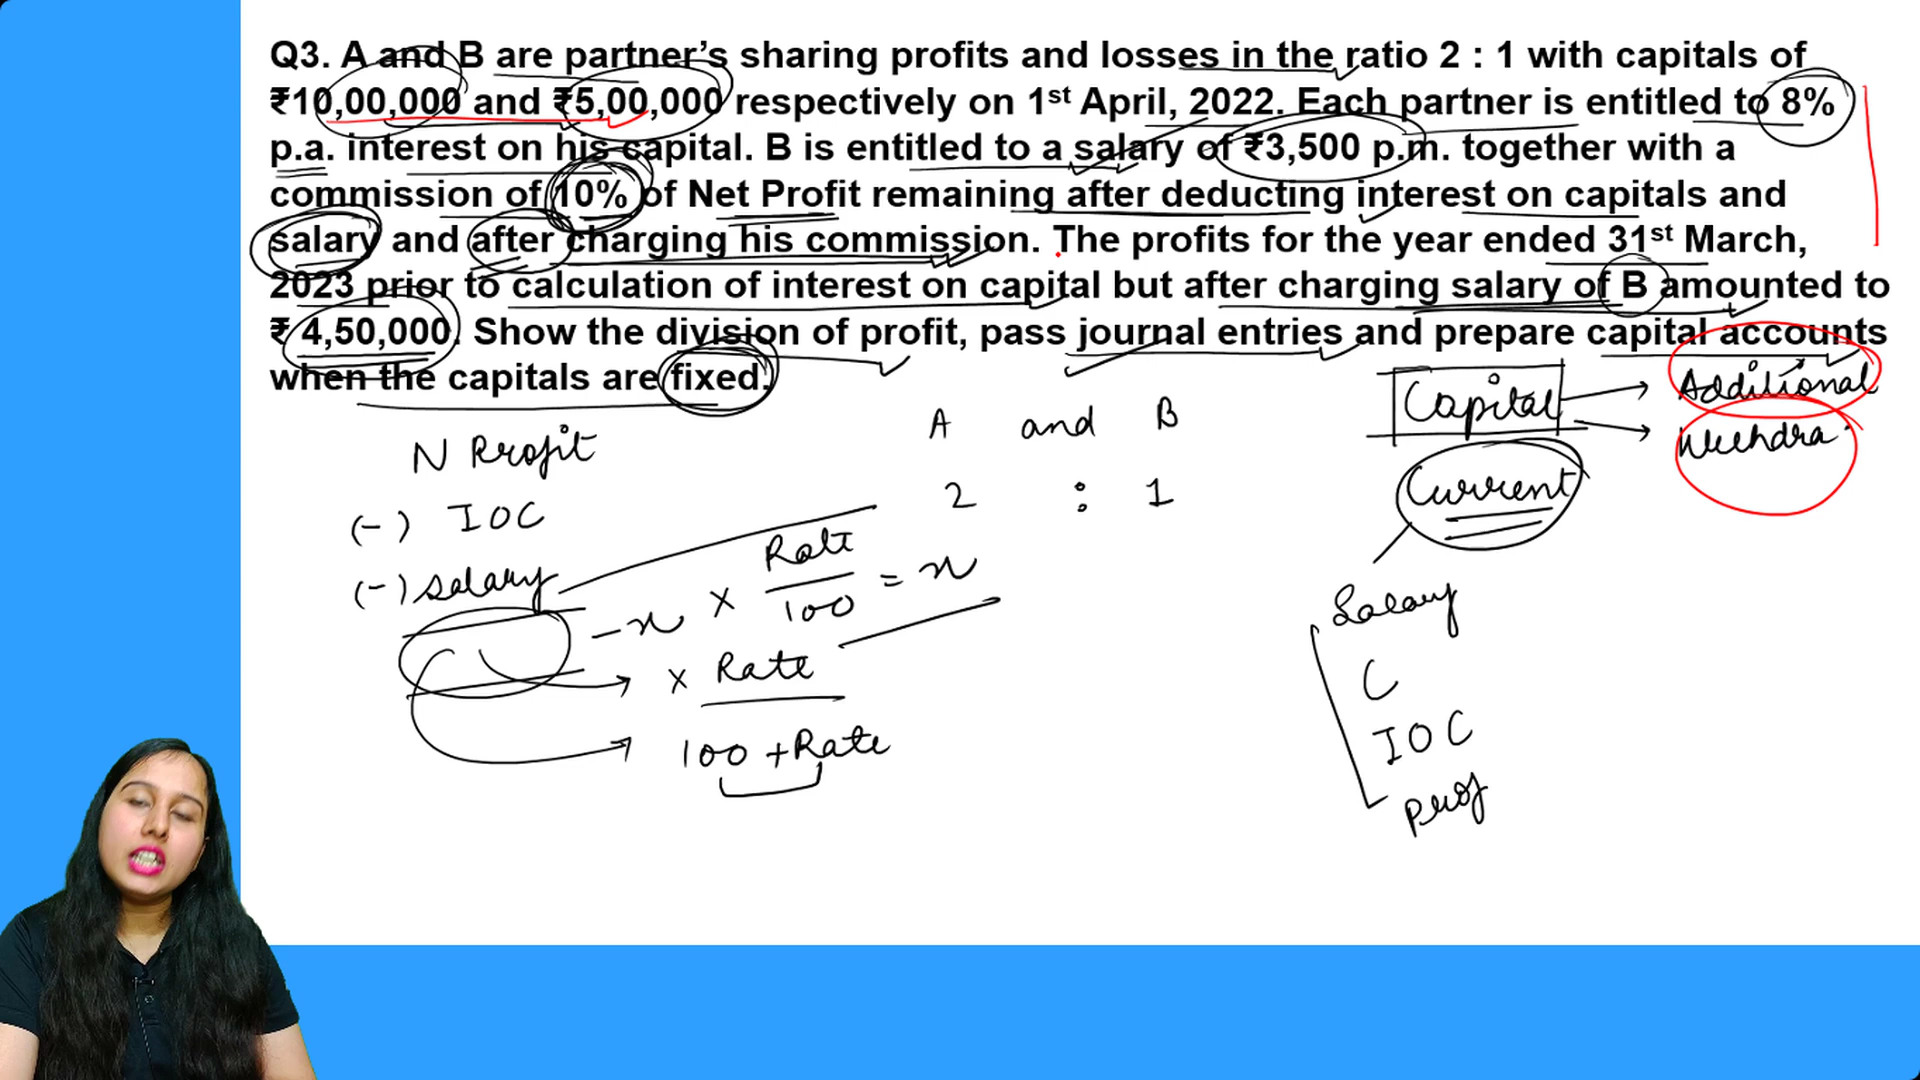 Q3. A and B are partner's sharing profits and losses in the ratio 2 : 1 with capitals of
₹10,00,000 and ₹5,00,000 respectively on 1st April, 2022. Each partner is entitled to 8%
p.a. interest on his capital. B is entitled to a salary of ₹3,500 p.m. together with a
commission of 10% of Net Profit remaining after deducting interest on capitals and
salary and after charging his commission. The profits for the year ended 31st March,
2023 prior to calculation of interest on capital but after charging salary of B amounted to
₹ 4,50,000. Show the division of profit, pass journal entries and prepare capital accounts
when the capitals are fixed.
N Profit
(-) IOC
(-) Salary
A and B
2 : 1
- x × Rate/100 = x
× Rate
100 + Rate
Capital
Additional
Current
Salary
C
IOC
Prof